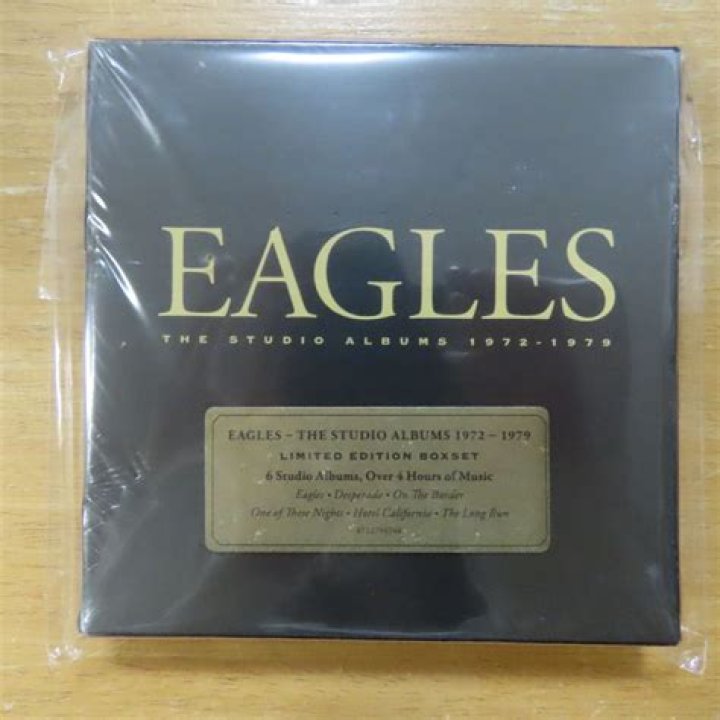 EAGLES
THE STUDIO ALBUMS 1972-1979
EAGLES – THE STUDIO ALBUMS 1972 – 1979
LIMITED EDITION BOXSET
6 Studio Albums, Over 4 Hours of Music
Eagles • Desperado • On The Border
One of These Nights • Hotel California • The Long Run